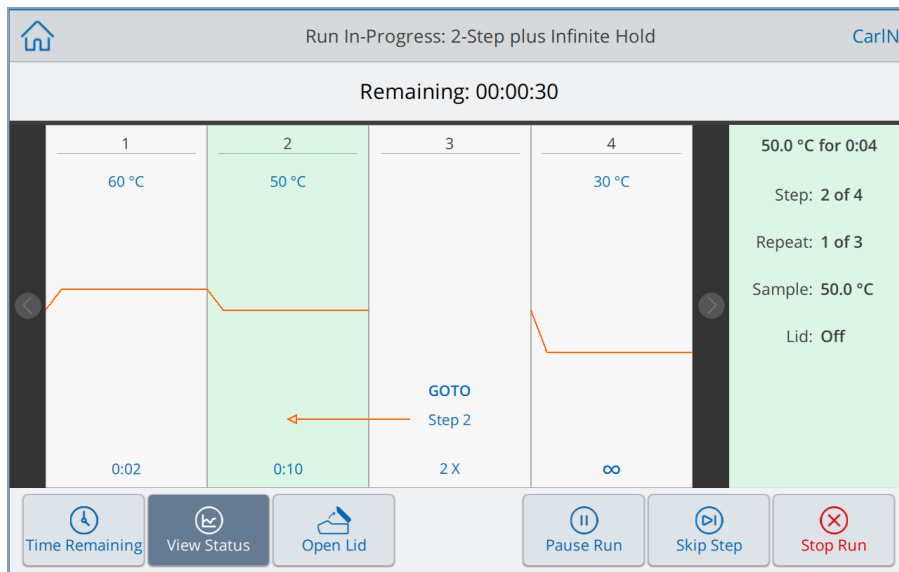 Run In-Progress: 2-Step plus Infinite Hold
CarlN
Remaining: 00:00:30
1
60 °C
0:02
2
50 °C
0:10
3
GOTO
Step 2
2 X
4
30 °C
∞
50.0 °C for 0:04
Step: 2 of 4
Repeat: 1 of 3
Sample: 50.0 °C
Lid: Off
Time Remaining
View Status
Open Lid
Pause Run
Skip Step
Stop Run